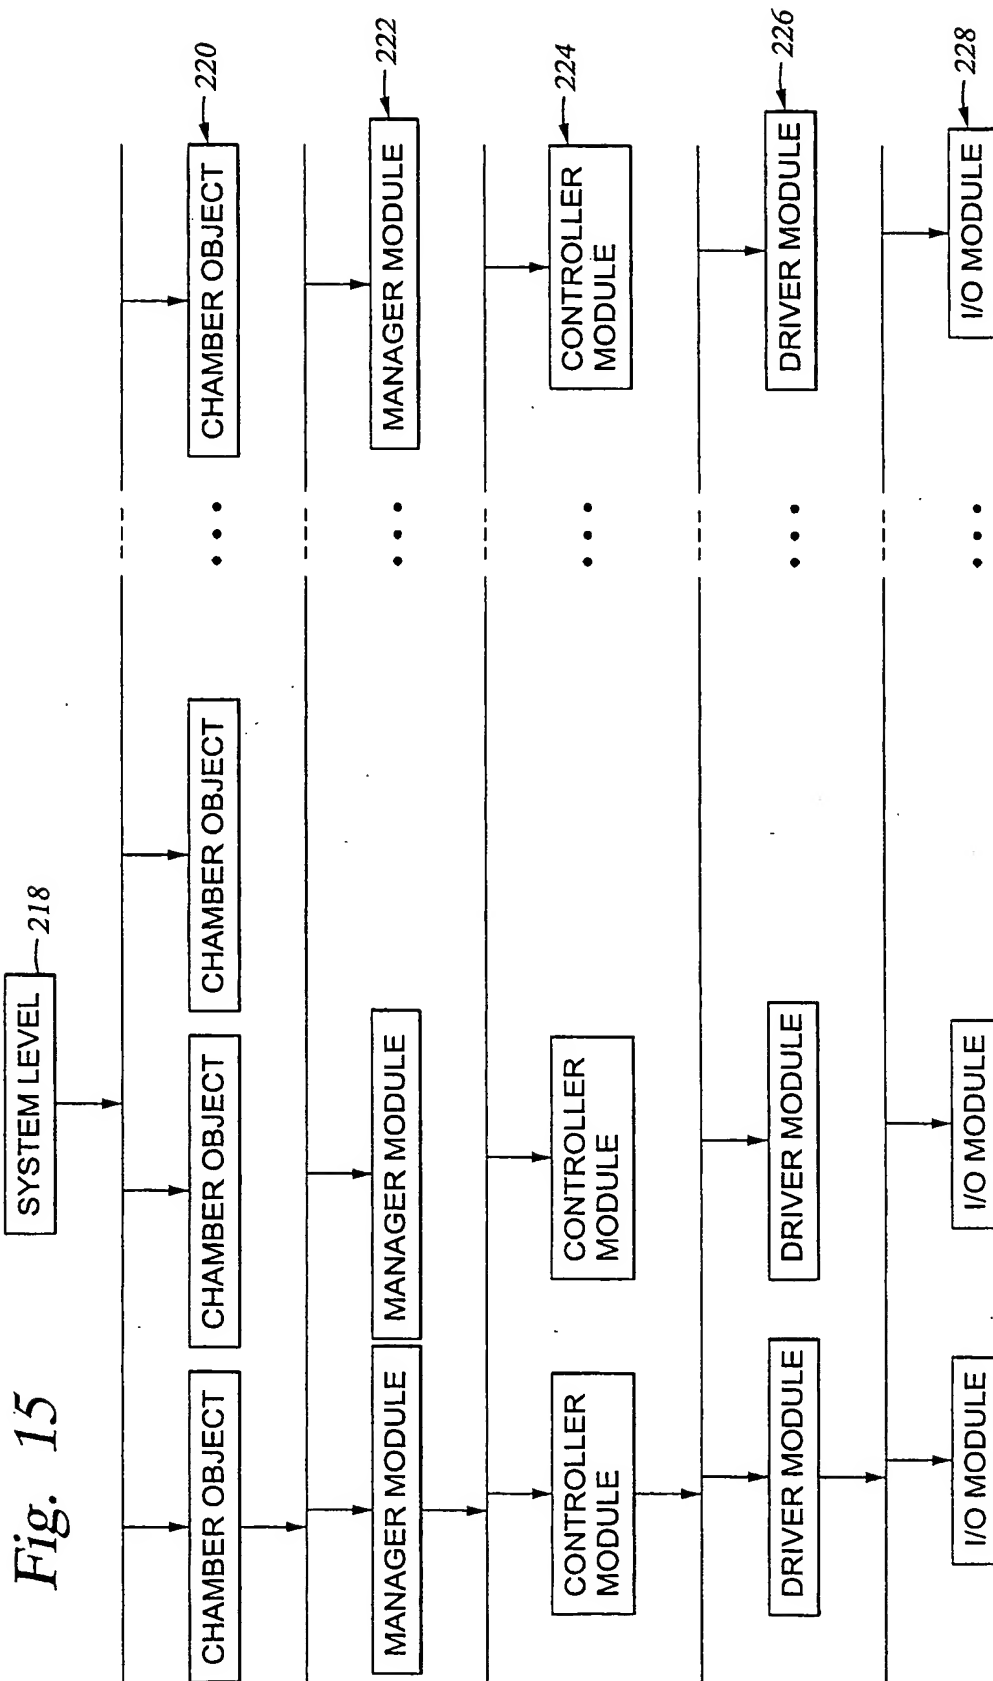 Fig. 15
SYSTEM LEVEL
218
CHAMBER OBJECT
CHAMBER OBJECT
CHAMBER OBJECT
CHAMBER OBJECT
220
MANAGER MODULE
MANAGER MODULE
MANAGER MODULE
222
CONTROLLER
MODULE
CONTROLLER
MODULE
CONTROLLER
MODULE
224
DRIVER MODULE
DRIVER MODULE
DRIVER MODULE
226
I/O MODULE
I/O MODULE
I/O MODULE
228